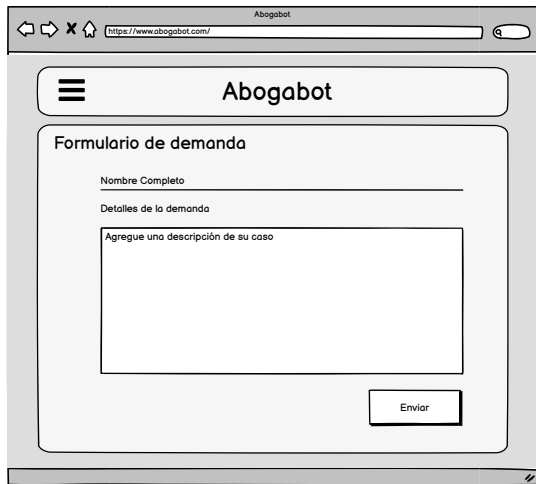 Abogabot
https://www.abogabot.com/
Abogabot
Formulario de demanda
Nombre Completo
Detalles de la demanda
Agregue una descripción de su caso
Enviar